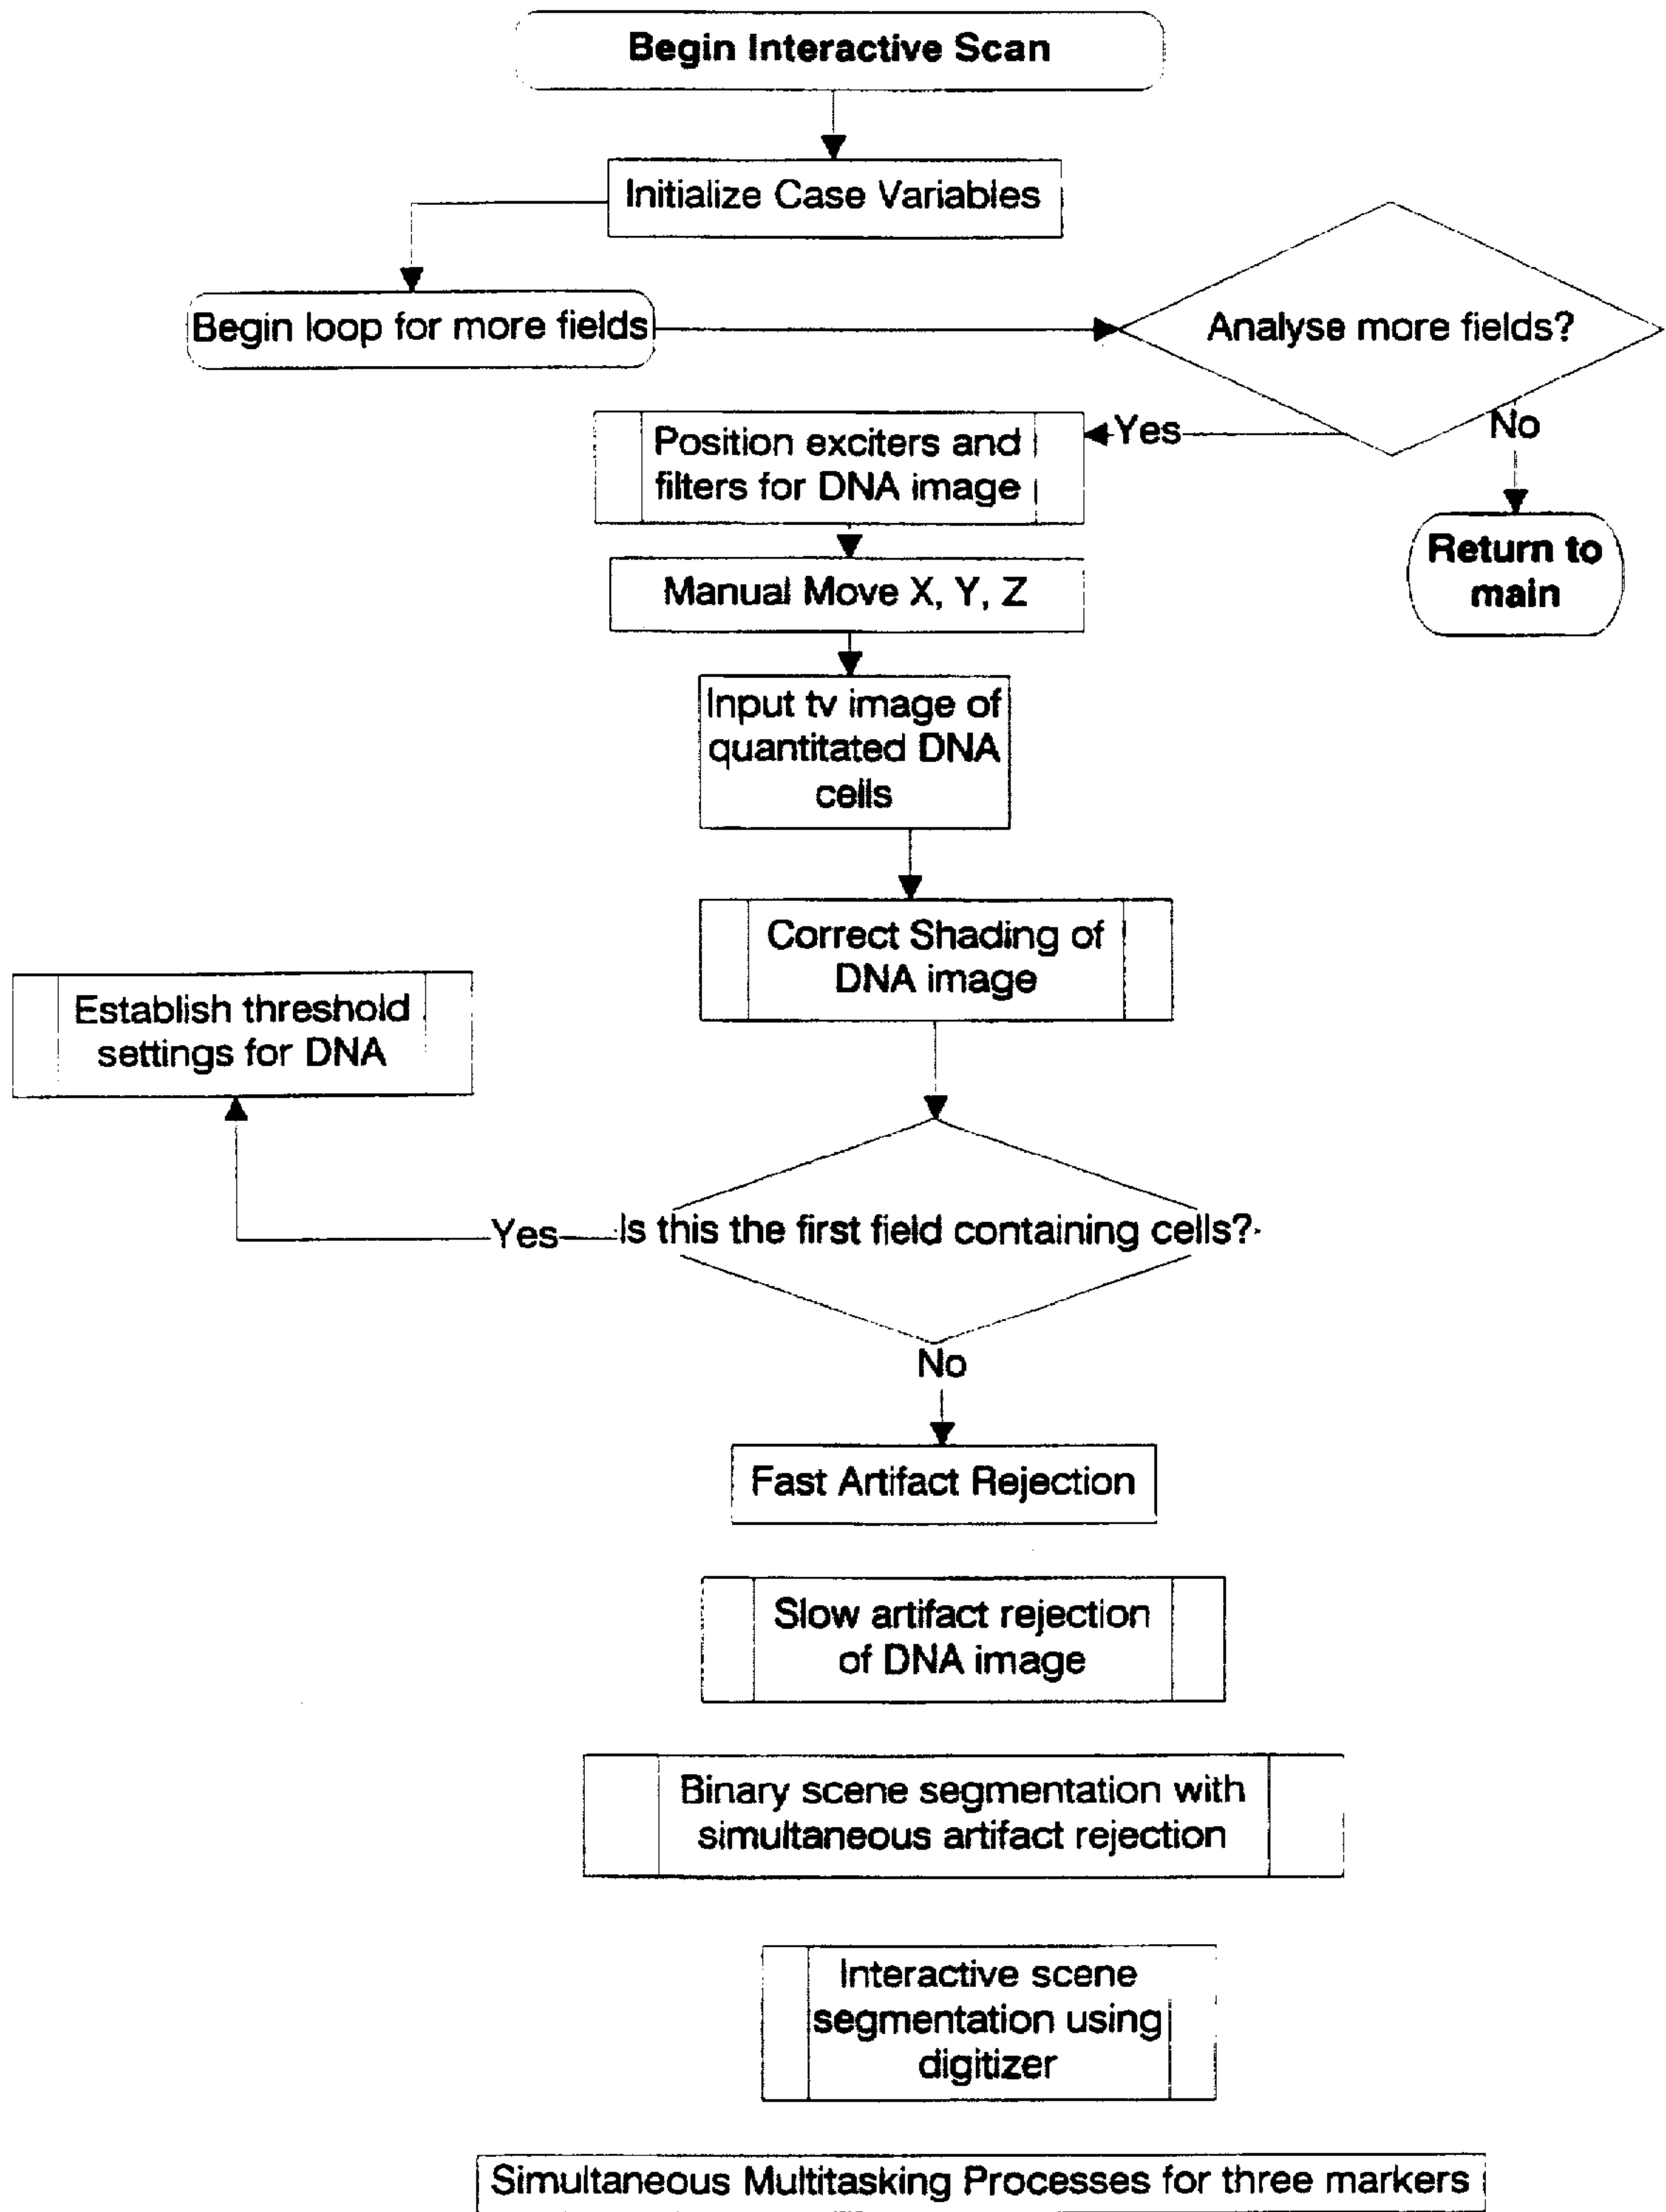 Begin Interactive Scan
Initialize Case Variables
Begin loop for more fields
Analyse more fields?
Yes
No
Position exciters and
filters for DNA image
Return to
main
Manual Move X, Y, Z
Input tv image of
quantitated DNA
cells
Correct Shading of
DNA image
Establish threshold
settings for DNA
Is this the first field containing cells?
Yes
No
Fast Artifact Rejection
Slow artifact rejection
of DNA image
Binary scene segmentation with
simultaneous artifact rejection
Interactive scene
segmentation using
digitizer
Simultaneous Multitasking Processes for three markers